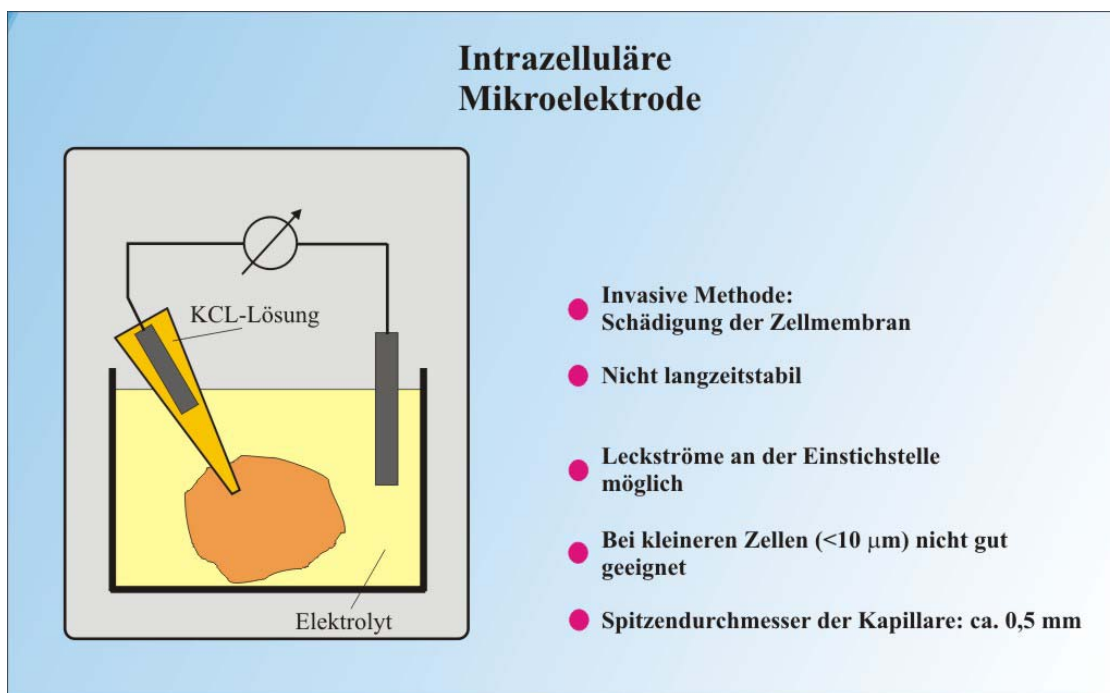 Intrazelluläre
Mikroelektrode
KCL-Lösung
Elektrolyt
Invasive Methode:
Schädigung der Zellmembran
Nicht langzeitstabil
Leckströme an der Einstichstelle
möglich
Bei kleineren Zellen (<10 μm) nicht gut
geeignet
Spitzendurchmesser der Kapillare: ca. 0,5 mm